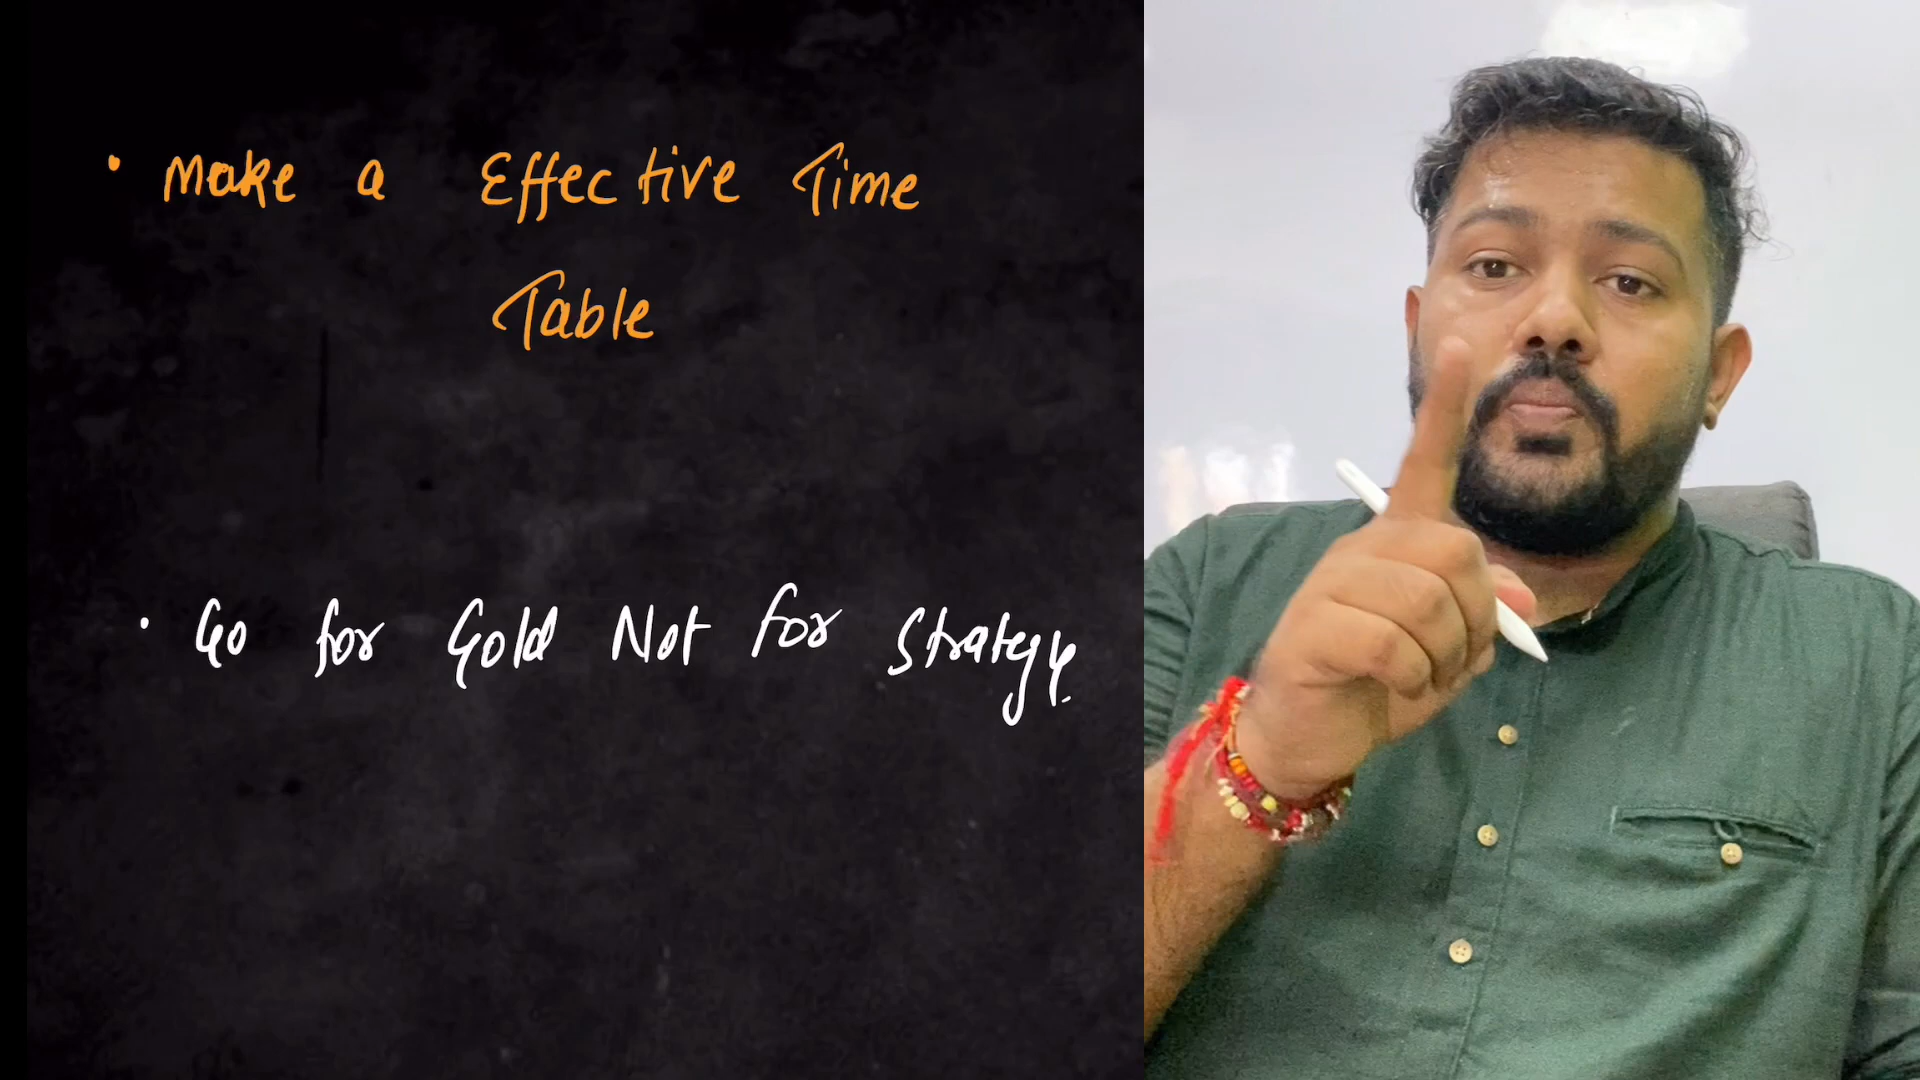 • Make a Effective Time
Table
• Go for Gold Not for Strategy.